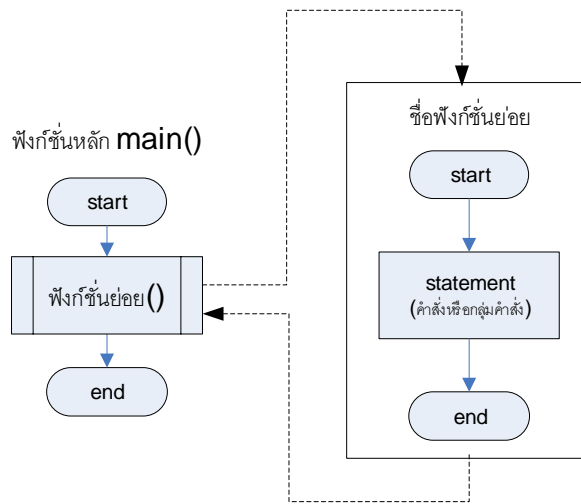 ฟังก์ชั่นหลัก main()
start
ฟังก์ชั่นย่อย()
end
ชื่อฟังก์ชั่นย่อย
start
statement
(คำสั่งหรือกลุ่มคำสั่ง)
end